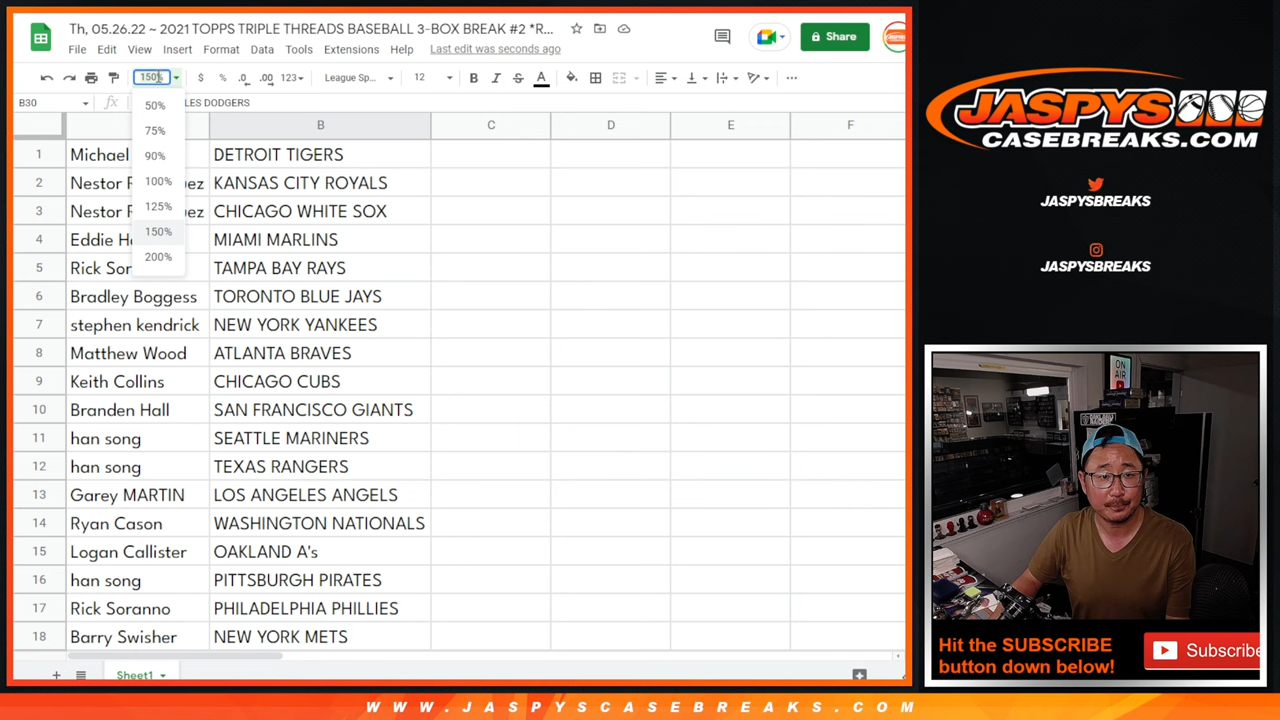 Th, 05.26.22 ~ 2021 TOPPS TRIPLE THREADS BASEBALL 3-BOX BREAK #2 *R...
File Edit View Insert Format Data Tools Extensions Help Last edit was seconds ago
Share
150% $ % .0 .00 123 League Sp... 12 B I S A
B30 fx LES DODGERS
50%
75%
90%
100%
125%
150%
200%
B C D E F
1 Michael DETROIT TIGERS
2 Nestor R uez KANSAS CITY ROYALS
3 Nestor R uez CHICAGO WHITE SOX
4 Eddie H MIAMI MARLINS
5 Rick Sor TAMPA BAY RAYS
6 Bradley Boggess TORONTO BLUE JAYS
7 stephen kendrick NEW YORK YANKEES
8 Matthew Wood ATLANTA BRAVES
9 Keith Collins CHICAGO CUBS
10 Branden Hall SAN FRANCISCO GIANTS
11 han song SEATTLE MARINERS
12 han song TEXAS RANGERS
13 Garey MARTIN LOS ANGELES ANGELS
14 Ryan Cason WASHINGTON NATIONALS
15 Logan Callister OAKLAND A's
16 han song PITTSBURGH PIRATES
17 Rick Soranno PHILADELPHIA PHILLIES
18 Barry Swisher NEW YORK METS
Sheet1
JASPYS
CASEBREAKS.COM
JASPYSBREAKS
JASPYSBREAKS
ON
AIR
Hit the SUBSCRIBE
button down below!
Subscribe
WWW.JASPYSCASEBREAKS.COM